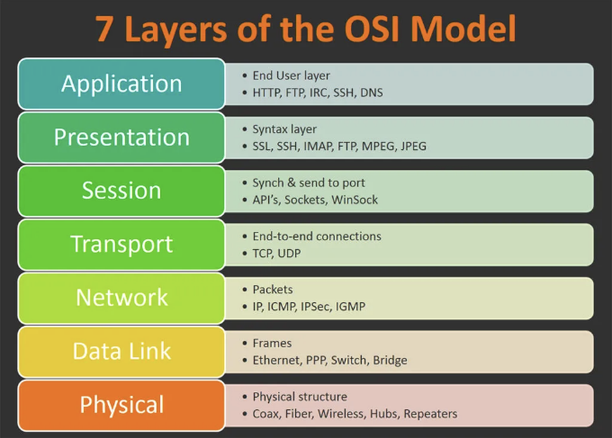 7 Layers of the OSI Model
Application
• End User layer
• HTTP, FTP, IRC, SSH, DNS
Presentation
• Syntax layer
• SSL, SSH, IMAP, FTP, MPEG, JPEG
Session
• Synch & send to port
• API's, Sockets, WinSock
Transport
• End-to-end connections
• TCP, UDP
Network
• Packets
• IP, ICMP, IPSec, IGMP
Data Link
• Frames
• Ethernet, PPP, Switch, Bridge
Physical
• Physical structure
• Coax, Fiber, Wireless, Hubs, Repeaters